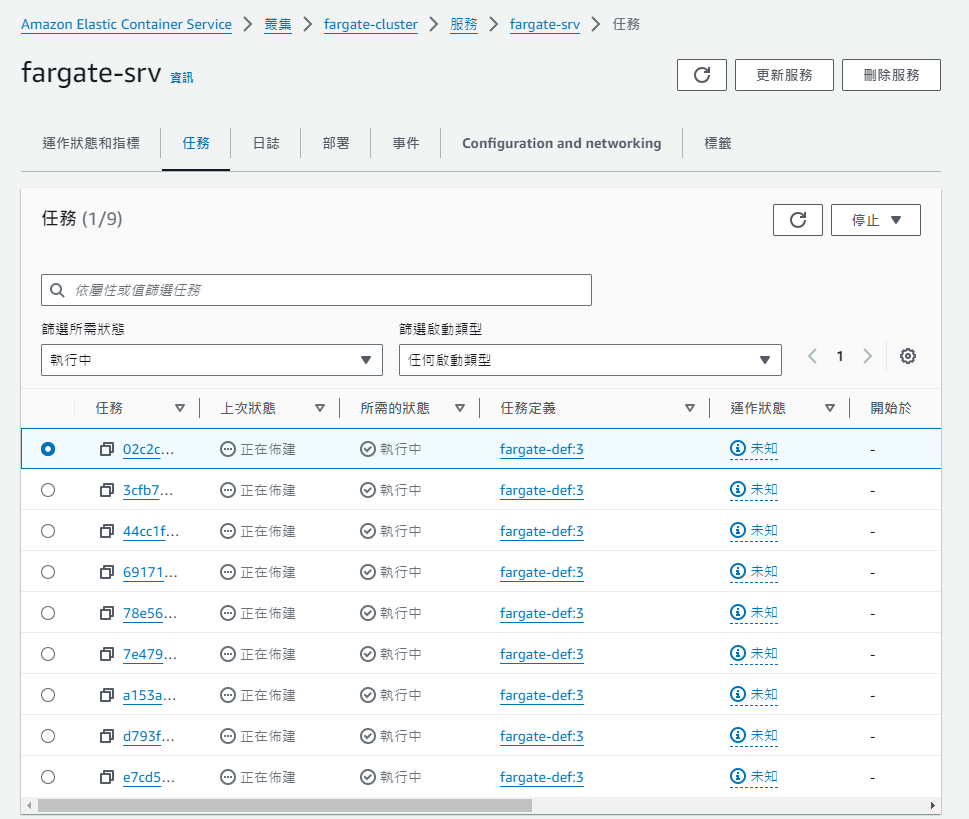 Amazon Elastic Container Service > 叢集 > fargate-cluster > 服務 > fargate-srv > 任務
fargate-srv 資訊
更新服務 刪除服務
運作狀態和指標 任務 日誌 部署 事件 Configuration and networking 標籤
任務 (1/9)
停止
依屬性或值篩選任務
篩選所需狀態 篩選啟動類型
執行中 任何啟動類型 1
任務 上次狀態 所需的狀態 任務定義 運作狀態 開始於
02c2c... 正在佈建 執行中 fargate-def:3 未知 -
3cfb7... 正在佈建 執行中 fargate-def:3 未知 -
44cc1f... 正在佈建 執行中 fargate-def:3 未知 -
69171... 正在佈建 執行中 fargate-def:3 未知 -
78e56... 正在佈建 執行中 fargate-def:3 未知 -
7e479... 正在佈建 執行中 fargate-def:3 未知 -
a153a... 正在佈建 執行中 fargate-def:3 未知 -
d793f... 正在佈建 執行中 fargate-def:3 未知 -
e7cd5... 正在佈建 執行中 fargate-def:3 未知 -